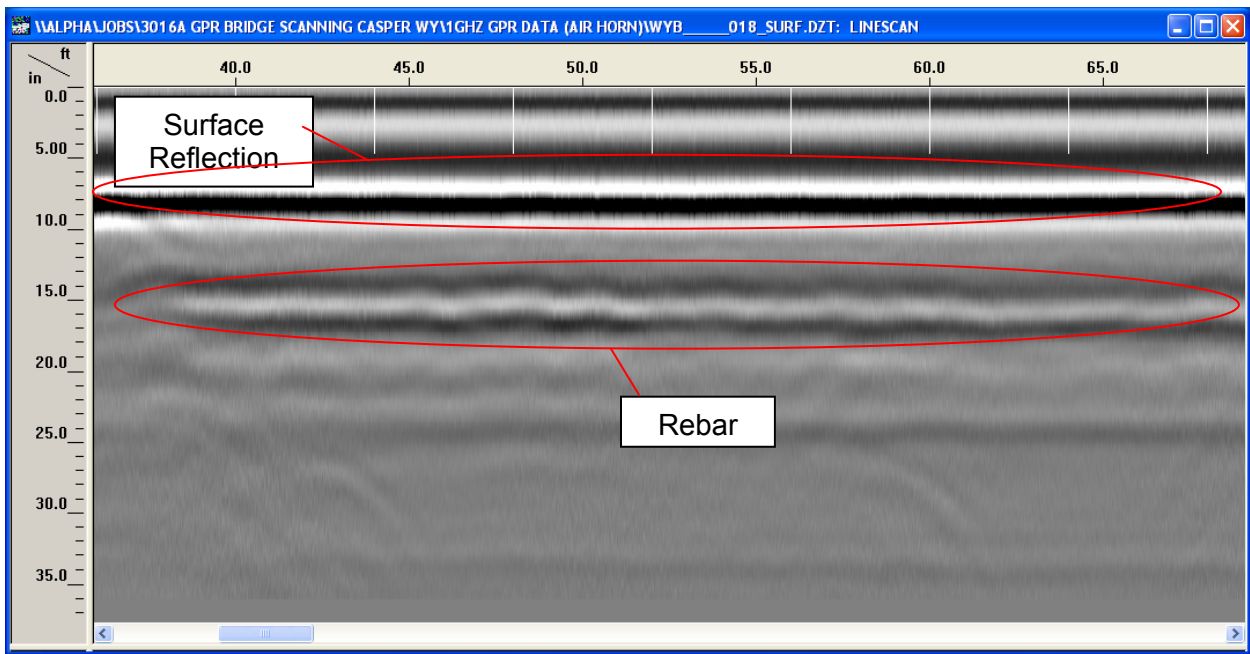 \\ALPHA\JOBS\3016A GPR BRIDGE SCANNING CASPER WY\1GHZ GPR DATA (AIR HORN)\WYB_____018_SURF.DZT: LINESCAN
ft
in
40.0 45.0 50.0 55.0 60.0 65.0
0.0
Surface
Reflection
5.00
10.0
15.0
20.0
Rebar
25.0
30.0
35.0